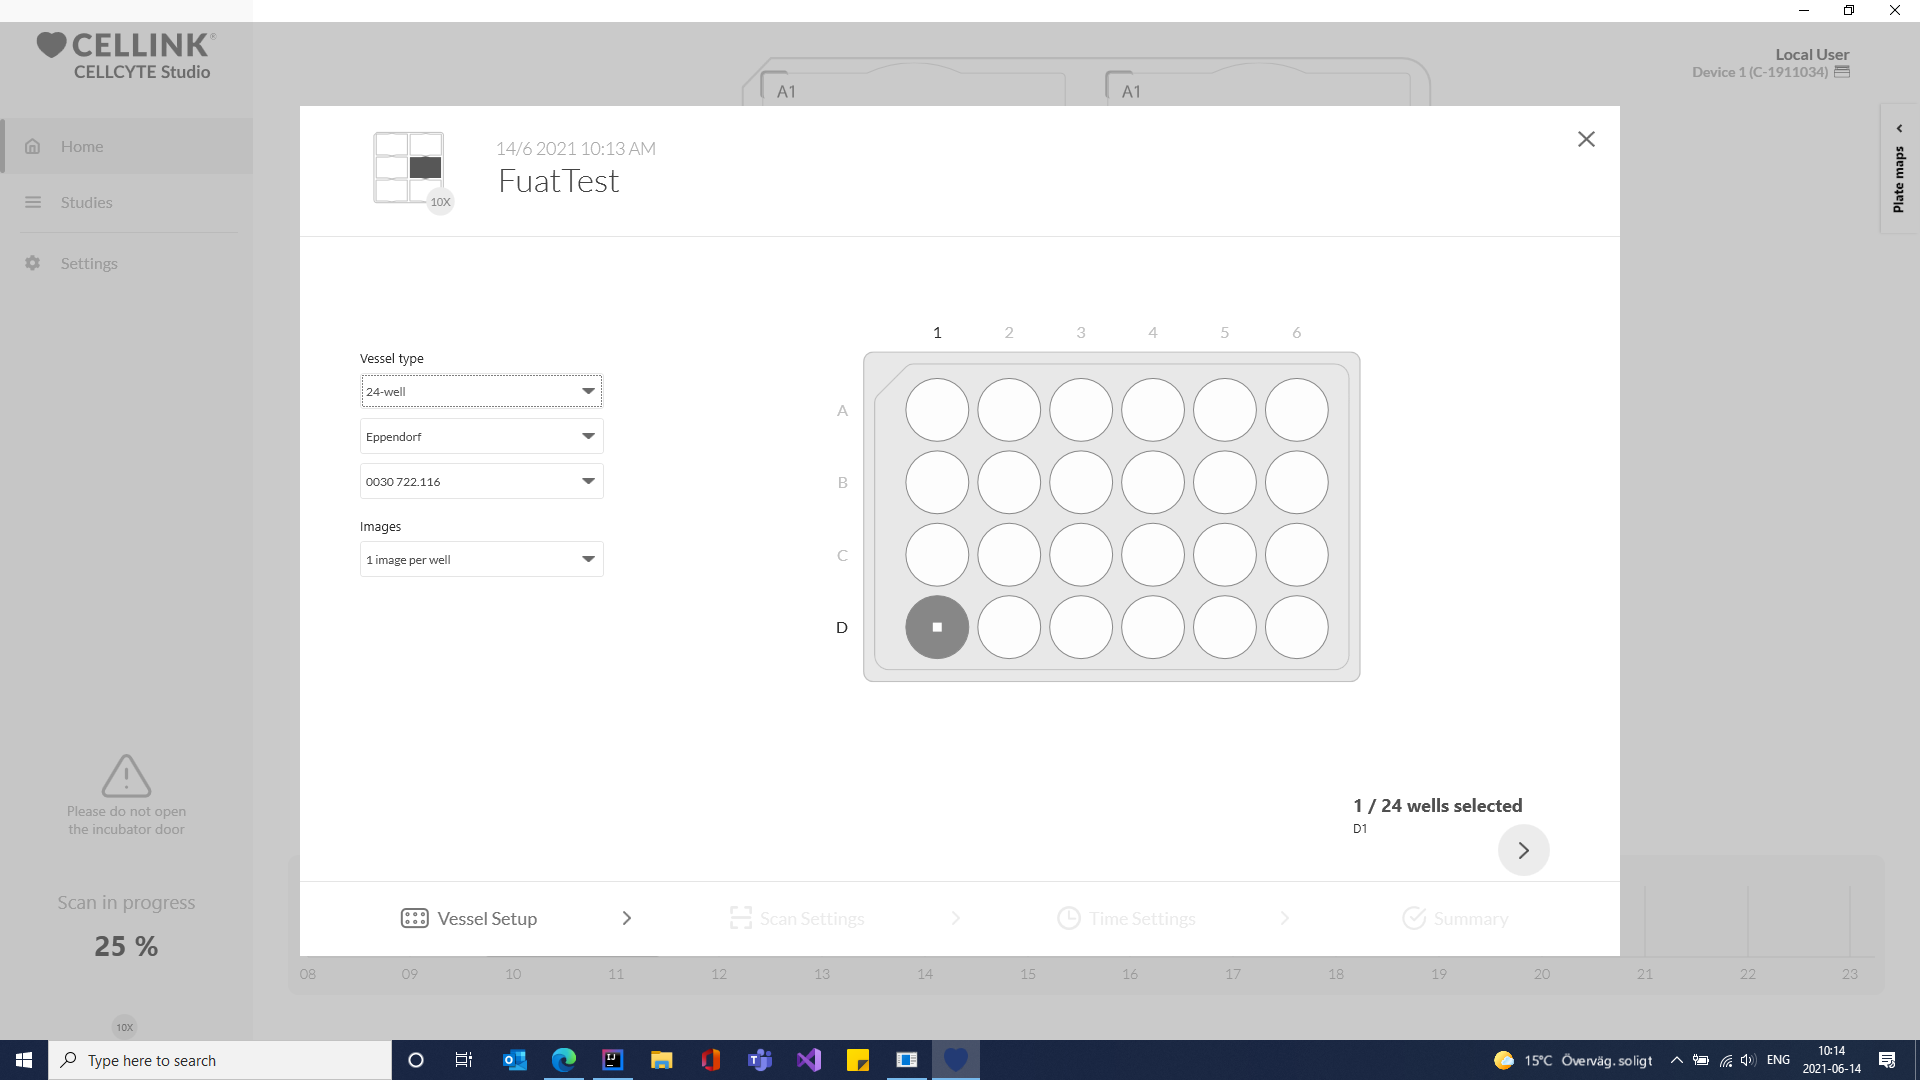 CELLINK®
CELLCYTE Studio
Home
Studies
Settings
Please do not open
the incubator door
Scan in progress
25 %
10X
A1
A1
Local User
Device 1 (C-1911034)
Plate maps
10X
14/6 2021 10:13 AM
FuatTest
Vessel type
24-well
Eppendorf
0030 722.116
Images
1 image per well
1 2 3 4 5 6
A
B
C
D
1 / 24 wells selected
D1
Vessel Setup
Scan Settings
Time Settings
Summary
08 09 10 11 12 13 14 15 16 17 18 19 20 21 22 23
Type here to search
15°C Överväg. soligt
ENG
10:14
2021-06-14